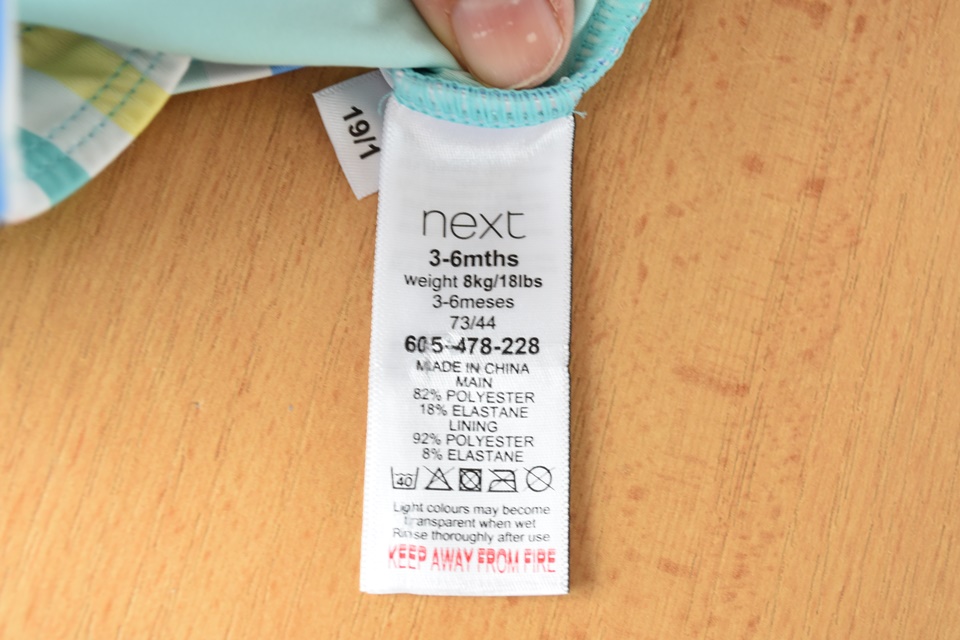 19/1
next
3-6mths
weight 8kg/18lbs
3-6meses
73/44
605-478-228
MADE IN CHINA
MAIN
82% POLYESTER
18% ELASTANE
LINING
92% POLYESTER
8% ELASTANE
40
Light colours may become
transparent when wet
Rinse thoroughly after use
KEEP AWAY FROM FIRE